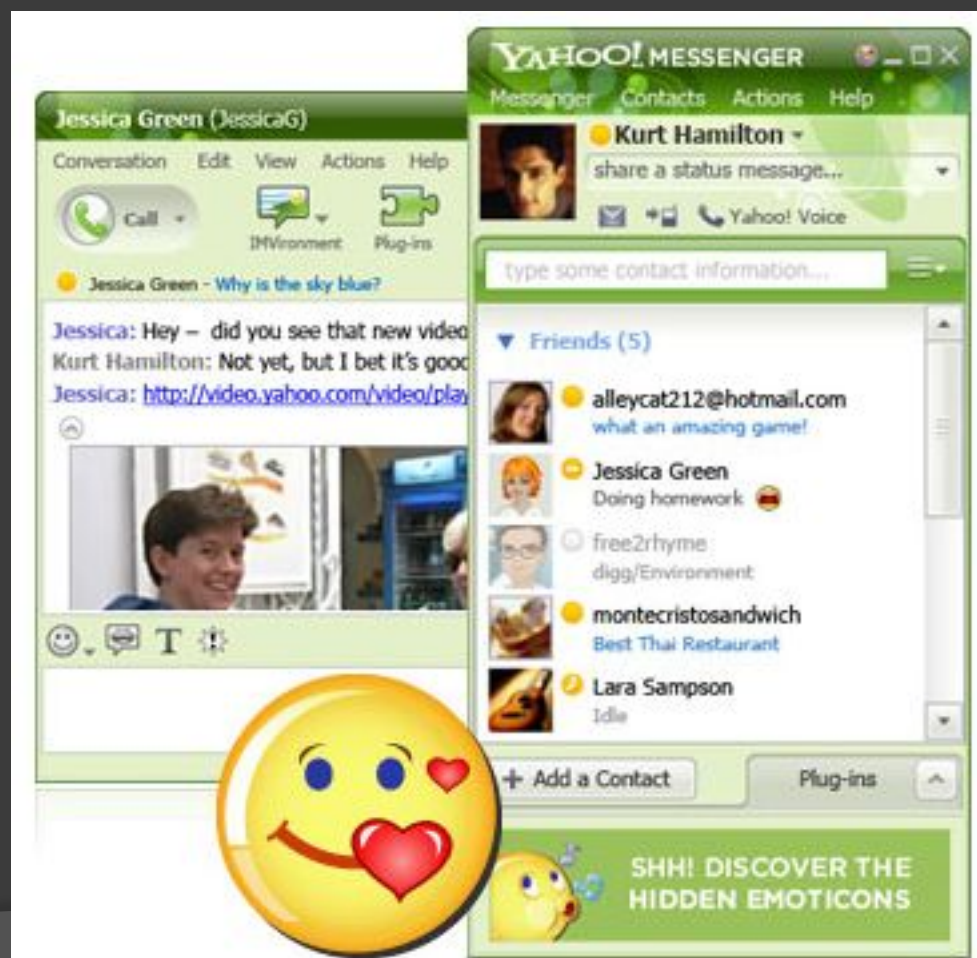 Jessica Green (JessicaG)
Conversation Edit View Actions Help
Call
IMVironment Plug-ins
Jessica Green - Why is the sky blue?
Jessica: Hey – did you see that new video
Kurt Hamilton: Not yet, but I bet it's good
Jessica: http://video.yahoo.com/video/play
T
YAHOO! MESSENGER
Messenger Contacts Actions Help
Kurt Hamilton
share a status message...
Yahoo! Voice
type some contact information...
Friends (5)
alleycat212@hotmail.com
what an amazing game!
Jessica Green
Doing homework
free2rhyme
digg/Environment
montecristosandwich
Best Thai Restaurant
Lara Sampson
Idle
+ Add a Contact
Plug-ins
SHH! DISCOVER THE
HIDDEN EMOTICONS